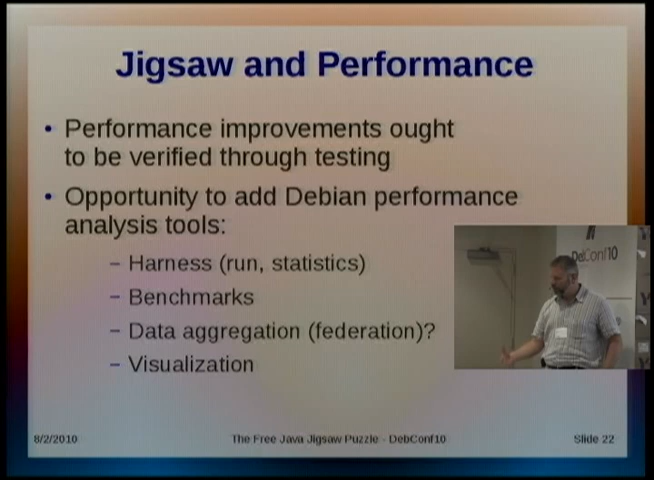 Jigsaw and Performance
• Performance improvements ought
to be verified through testing
• Opportunity to add Debian performance
analysis tools:
– Harness (run, statistics)
– Benchmarks
– Data aggregation (federation)?
– Visualization
DebConf10
8/2/2010
The Free Java Jigsaw Puzzle - DebConf10
Slide 22